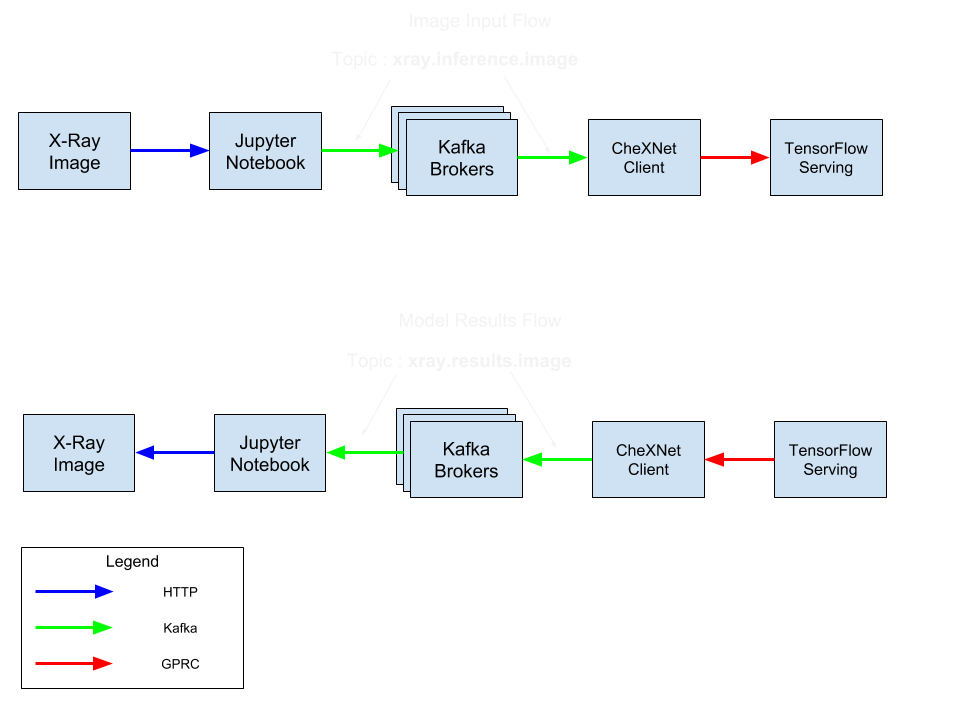 Image Input Flow
Topic : xray.inference.image
X-Ray
Image
Jupyter
Notebook
Kafka
Brokers
CheXNet
Client
TensorFlow
Serving
Model Results Flow
Topic : xray.results.image
X-Ray
Image
Jupyter
Notebook
Kafka
Brokers
CheXNet
Client
TensorFlow
Serving
Legend
HTTP
Kafka
GPRC